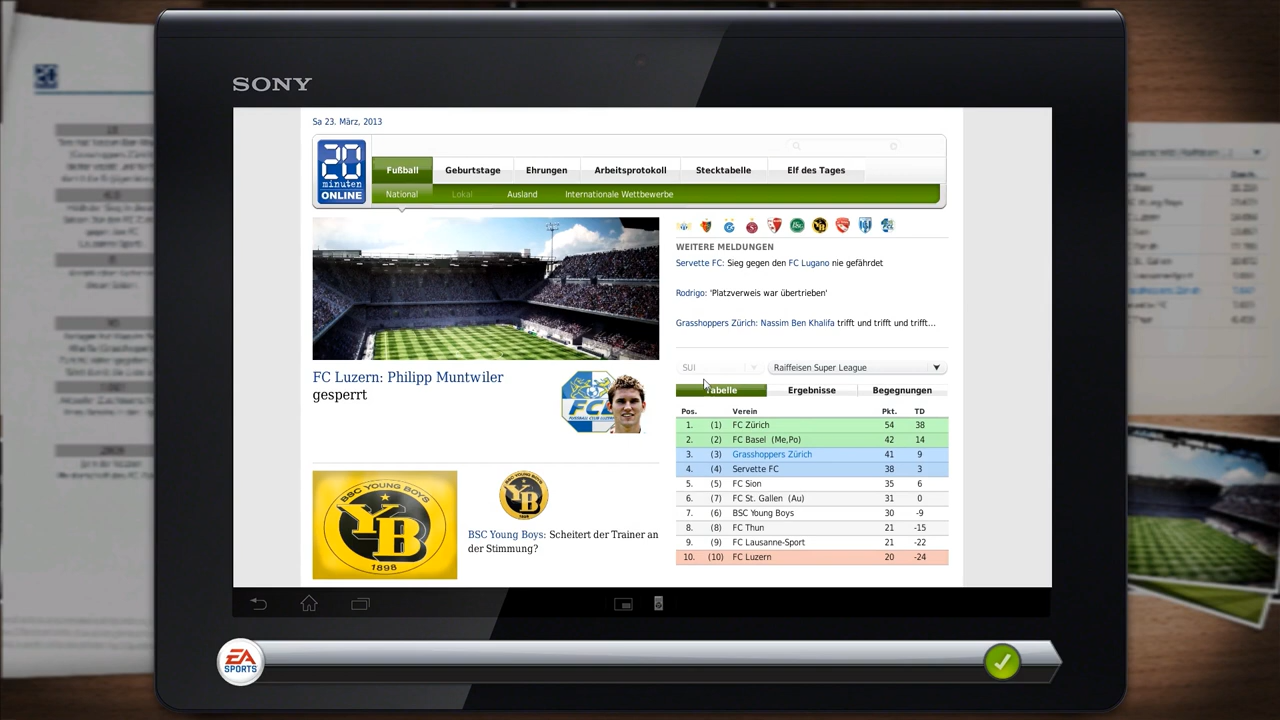 SONY
Sa 23. März, 2013
20 minuten ONLINE
Fußball Geburtstage Ehrungen Arbeitsprotokoll Stecktabelle Elf des Tages
National Lokal Ausland Internationale Wettbewerbe
WEITERE MELDUNGEN
Servette FC: Sieg gegen den FC Lugano nie gefährdet
Rodrigo: 'Platzverweis war übertrieben'
Grasshoppers Zürich: Nassim Ben Khalifa trifft und trifft und trifft...
FC Luzern: Philipp Muntwiler
gesperrt
FCL
BSC YOUNG BOYS
YB
1898
BSC Young Boys: Scheitert der Trainer an
der Stimmung?
SUI Raiffeisen Super League
Tabelle Ergebnisse Begegnungen
Pos. Verein Pkt. TD
1. (1) FC Zürich 54 38
2. (2) FC Basel (Me,Po) 42 14
3. (3) Grasshoppers Zürich 41 9
4. (4) Servette FC 38 3
5. (5) FC Sion 35 6
6. (7) FC St. Gallen (Au) 31 0
7. (6) BSC Young Boys 30 -9
8. (8) FC Thun 21 -15
9. (9) FC Lausanne-Sport 21 -22
10. (10) FC Luzern 20 -24
EA SPORTS